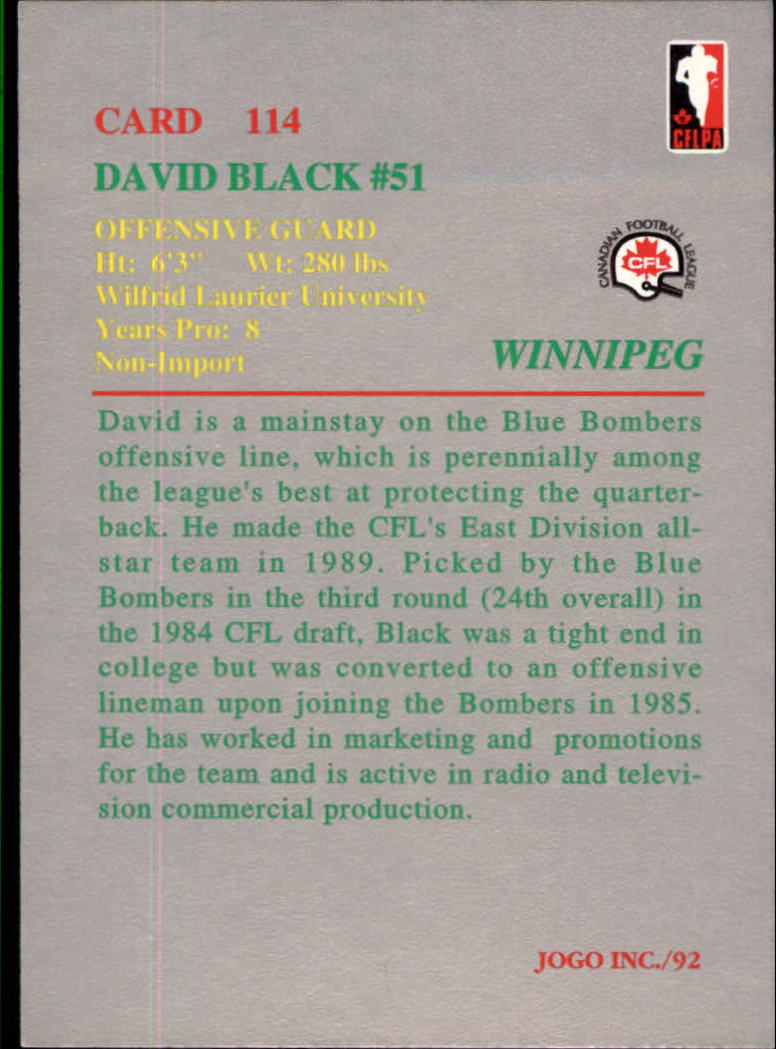 CARD 114
CFLPA
DAVID BLACK #51
OFFENSIVE GUARD
Ht: 6'3" Wt: 280 lbs
Wilfrid Laurier University
Years Pro: 8
Non-Import
CANADIAN FOOTBALL LEAGUE
CFL
WINNIPEG
David is a mainstay on the Blue Bombers
offensive line, which is perennially among
the league's best at protecting the quarter-
back. He made the CFL's East Division all-
star team in 1989. Picked by the Blue
Bombers in the third round (24th overall) in
the 1984 CFL draft, Black was a tight end in
college but was converted to an offensive
lineman upon joining the Bombers in 1985.
He has worked in marketing and promotions
for the team and is active in radio and televi-
sion commercial production.
JOGO INC./92